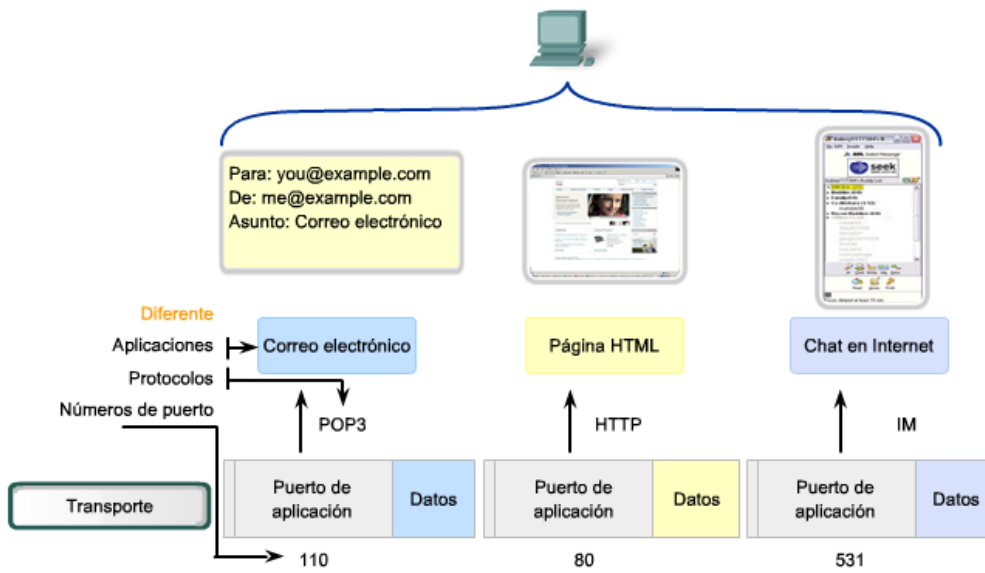 Para: you@example.com
De: me@example.com
Asunto: Correo electrónico
seek
Diferente
Aplicaciones
Correo electrónico
Página HTML
Chat en Internet
Protocolos
Números de puerto
POP3
HTTP
IM
Transporte
Puerto de
aplicación
Datos
Puerto de
aplicación
Datos
Puerto de
aplicación
Datos
110
80
531